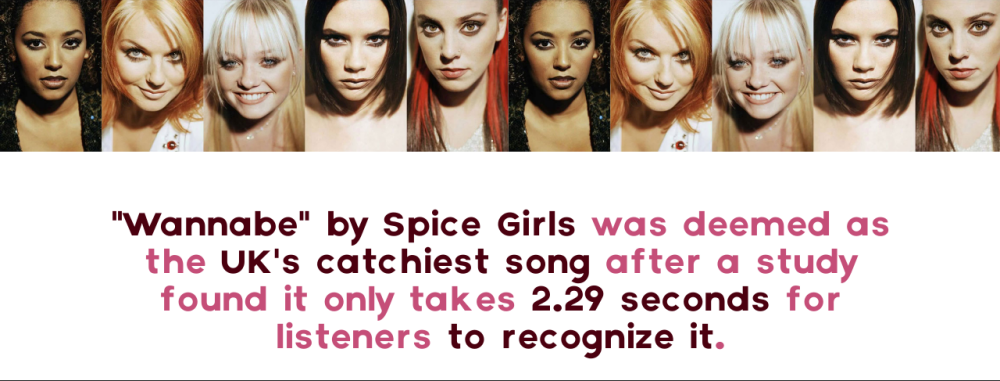 "Wannabe" by Spice Girls was deemed as
the UK's catchiest song after a study
found it only takes 2.29 seconds for
listeners to recognize it.